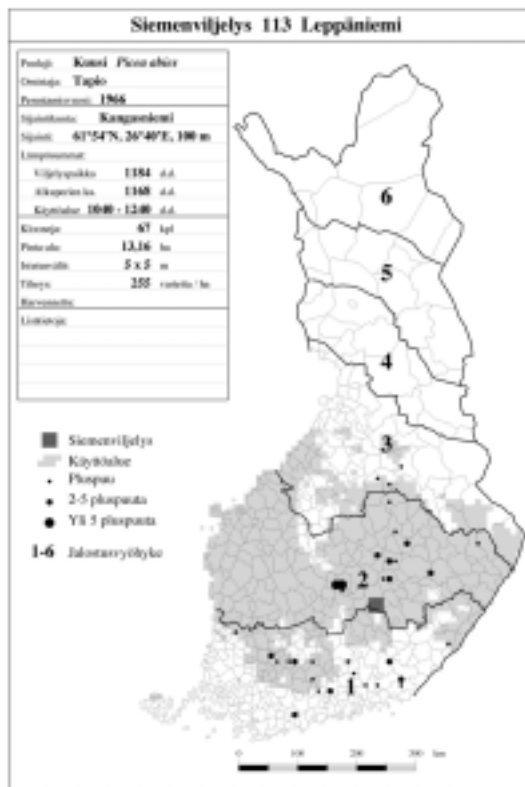 Siemenviljelys 113 Leppäniemi
Puulaji: Kuusi Picea abies
Omistaja: Tapio
Perustamisvuosi: 1966
Sijaintikunta: Kangasniemi
Sijainti: 61°54'N, 26°40'E, 100 m
Lämpösummat:
Viljelyspaikka 1184 d.d.
Alkuperien ka. 1168 d.d.
Käyttöalue 1040 - 1240 d.d.
Klooneja: 67 kpl
Pinta-ala: 13,16 ha
Istutusväli: 5 x 5 m
Tiheys: 255 vartetta / ha
Harvennettu:
Lisätietoja:
6
5
4
3
2
1
Siemenviljelys
Käyttöalue
Pluspuu
2-5 pluspuuta
Yli 5 pluspuuta
1-6 Jalostusvyöhyke
0 100 200 300 km